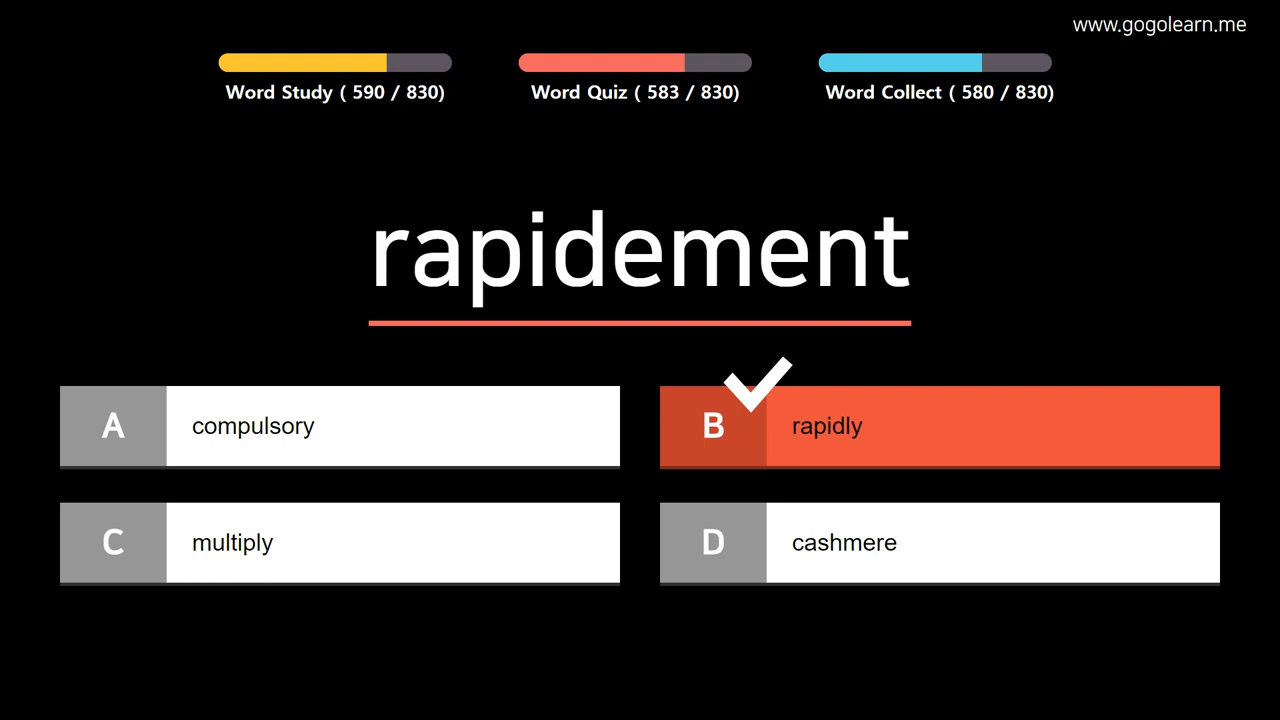 www.gogolearn.me
Word Study ( 590 / 830)
Word Quiz ( 583 / 830)
Word Collect ( 580 / 830)
rapidement
A compulsory
B rapidly
C multiply
D cashmere